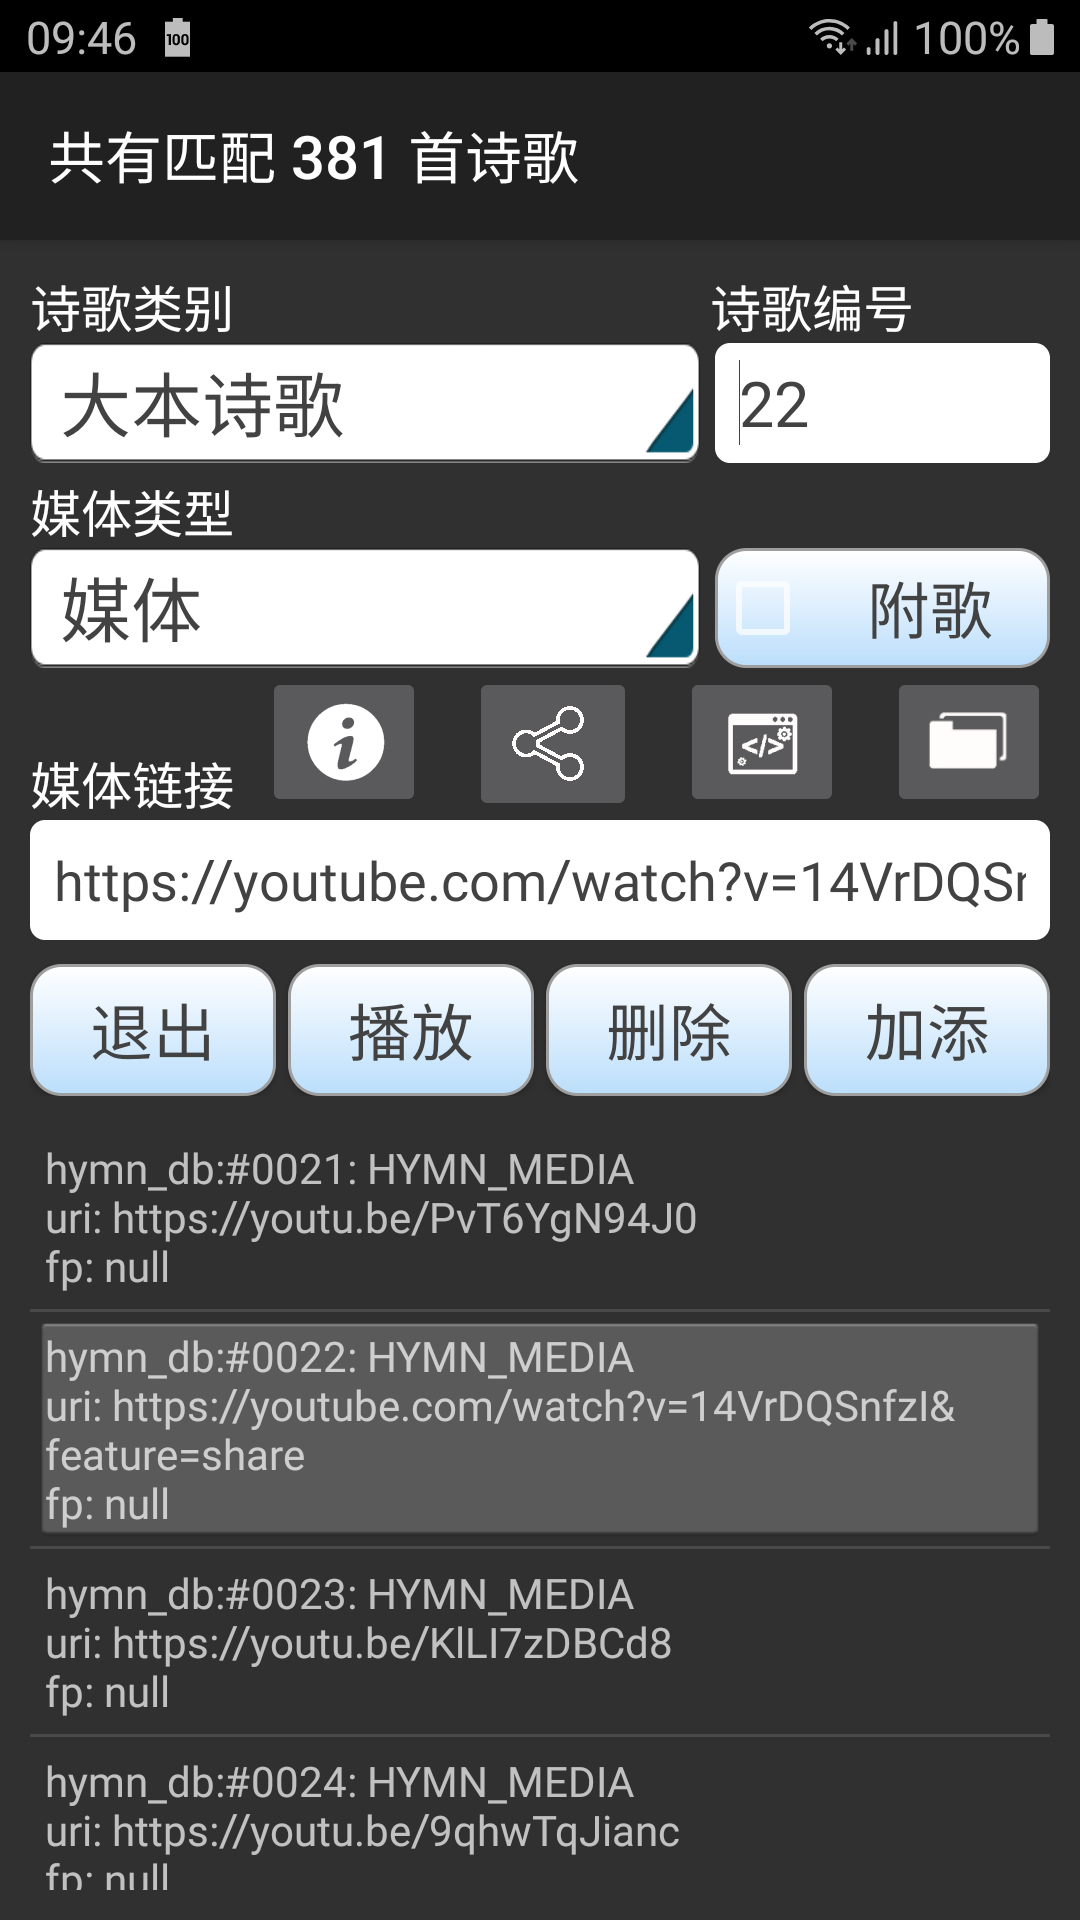 09:46 100 100%
共有匹配 381 首诗歌
诗歌类别 诗歌编号
大本诗歌 22
媒体类型
媒体 附歌
媒体链接
https://youtube.com/watch?v=14VrDQSn
退出 播放 删除 加添
hymn_db:#0021: HYMN_MEDIA
uri: https://youtu.be/PvT6YgN94J0
fp: null
hymn_db:#0022: HYMN_MEDIA
uri: https://youtube.com/watch?v=14VrDQSnfzI&
feature=share
fp: null
hymn_db:#0023: HYMN_MEDIA
uri: https://youtu.be/KlLI7zDBCd8
fp: null
hymn_db:#0024: HYMN_MEDIA
uri: https://youtu.be/9qhwTqJianc
fp: null